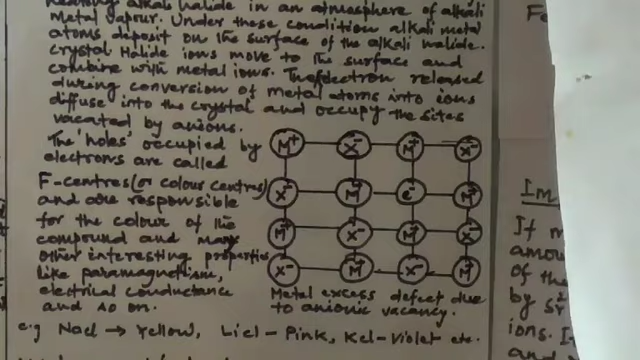 heating alkali halide in an atmosphere of alkali
metal vapour. Under these condition alkali metal
atoms deposit on the surface of the alkali halide.
Crystal Halide ions move to the surface and
combine with metal ions. The electron released
during conversion of metal atoms into ions
diffuse into the crystal and occupy the sites
vacated by anions.
The 'holes' occupied by
electrons are called
F-centres (or colour centres)
and are responsible
for the colour of the
compound and many
other interesting properties
like paramagnetism,
electrical conductance
and so on.
M⁺ X⁻ M⁺ X⁻
X⁻ M⁺ e⁻ M⁺
M⁺ X⁻ M⁺ X⁻
X⁻ M⁺ X⁻ M⁺
Metal excess defect due
to anionic vacancy.
e.g Nacl → Yellow, Licl - Pink, Kcl - Violet etc.
Fe
Im
If
amou
of the
by Sr
ions. I
and